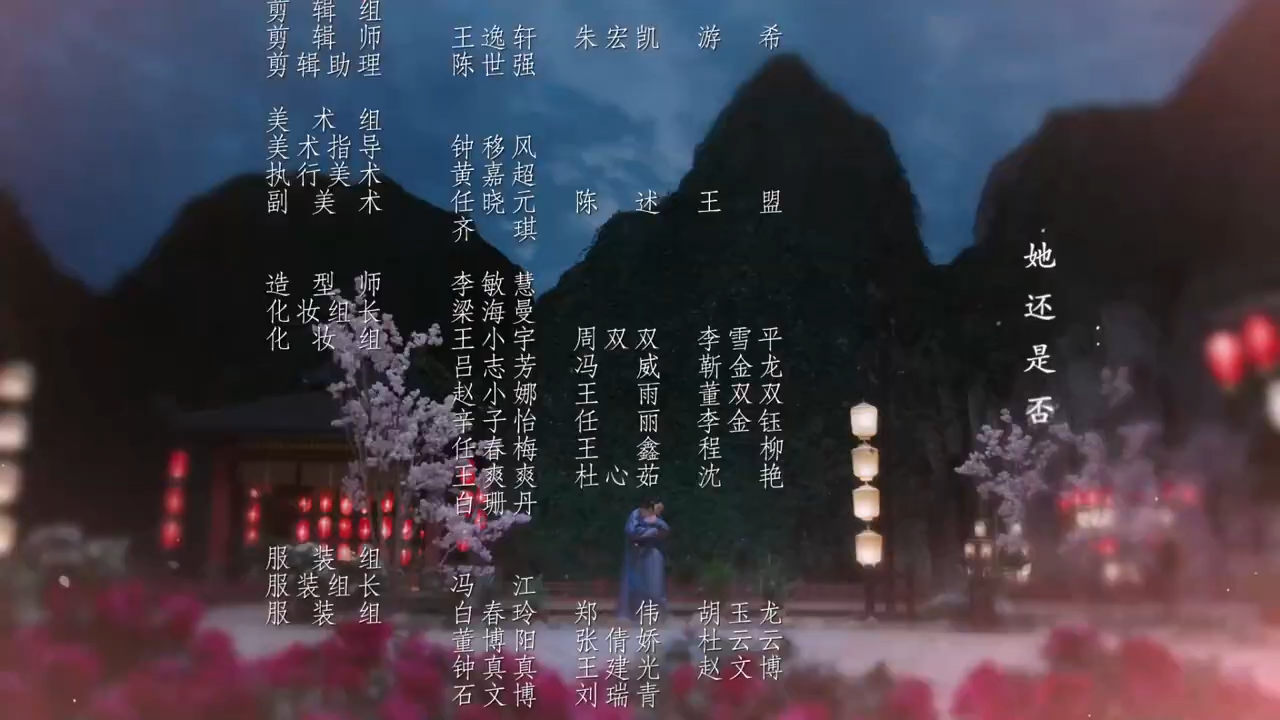 剪辑组
剪辑师 王逸轩 朱宏凯 游希
剪辑助理 陈世强
美术组
美术指导 钟移风
执行美术 黄嘉超
副美术 任晓元 陈述 王盟
齐琪
造型师 李敏慧
化妆组长 梁海曼
化妆组 王小宇 周双双 李雪平
吕志芳 冯威 靳金龙
赵小娜 王雨 董双双
辛子怡 任丽 李金钰
任春梅 王鑫 程柳
王爽爽 杜心茹 沈艳
白珊丹
服装组
服装组长 冯江
服装组 白春玲 郑伟 胡玉龙
董博阳 张倩娇 杜云云
钟真真 王建光 赵文博
石文博 刘瑞青
她还是否